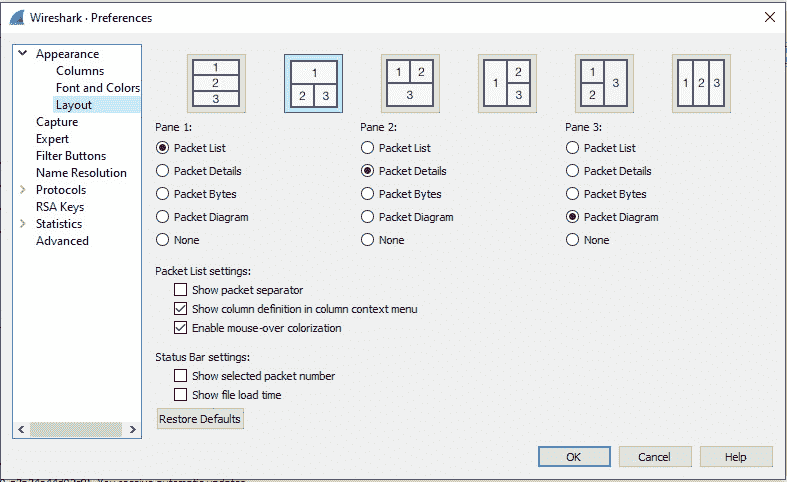 Wireshark · Preferences
Appearance
Columns
Font and Colors
Layout
Capture
Expert
Filter Buttons
Name Resolution
Protocols
RSA Keys
Statistics
Advanced
1
2
3
1
2 3
1 2
3
1 2
3
1 3
2
1 2 3
Pane 1: Pane 2: Pane 3:
Packet List Packet List Packet List
Packet Details Packet Details Packet Details
Packet Bytes Packet Bytes Packet Bytes
Packet Diagram Packet Diagram Packet Diagram
None None None
Packet List settings:
Show packet separator
Show column definition in column context menu
Enable mouse-over colorization
Status Bar settings:
Show selected packet number
Show file load time
Restore Defaults
OK Cancel Help